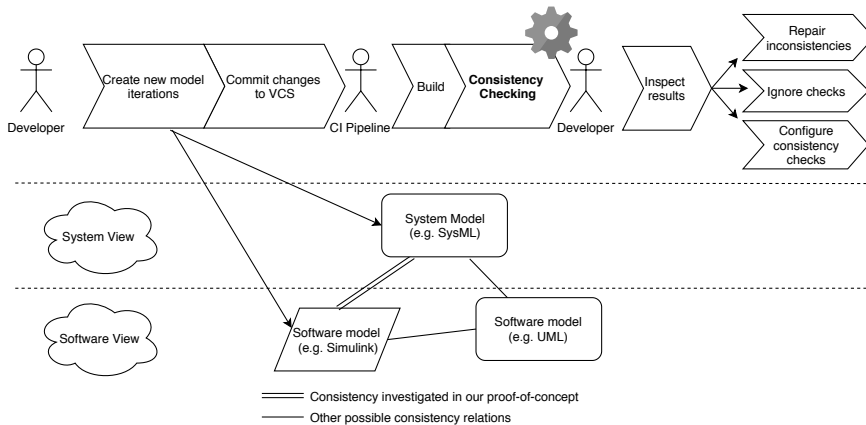 Developer
Create new model
iterations
Commit changes
to VCS
CI Pipeline
Build
Consistency
Checking
Developer
Inspect
results
Repair
inconsistencies
Ignore checks
Configure
consistency
checks
System View
System Model
(e.g. SysML)
Software View
Software model
(e.g. Simulink)
Software model
(e.g. UML)
Consistency investigated in our proof-of-concept
Other possible consistency relations